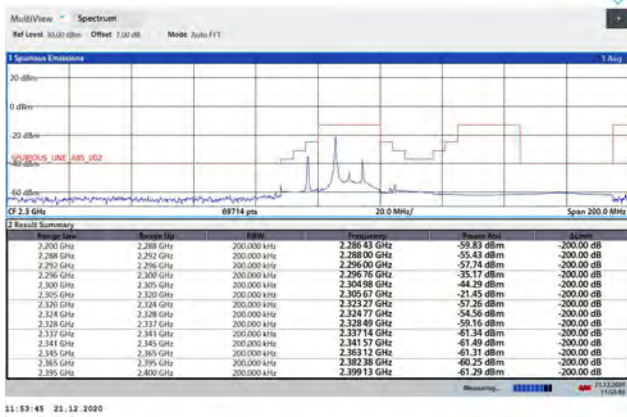 MultiView Spectrum
Ref Level 30.00 dBm Offset 7.00 dB Mode Auto FFT
1 Spurious Emissions 1 Avg
20 dBm
0 dBm
-20 dBm
SPURIOUS_LINE_ABS_U02
-40 dBm
-60 dBm
CF 2.3 GHz 69714 pts 20.0 MHz/ Span 200.0 MHz
2 Result Summary
Range Low Range Up RBW Frequency Power Abs ΔLimit
2.200 GHz 2.288 GHz 200.000 kHz 2.286 43 GHz -59.83 dBm -200.00 dB
2.288 GHz 2.292 GHz 200.000 kHz 2.288 00 GHz -55.43 dBm -200.00 dB
2.292 GHz 2.296 GHz 200.000 kHz 2.296 00 GHz -57.74 dBm -200.00 dB
2.296 GHz 2.300 GHz 200.000 kHz 2.296 76 GHz -35.17 dBm -200.00 dB
2.300 GHz 2.305 GHz 200.000 kHz 2.304 98 GHz -44.29 dBm -200.00 dB
2.305 GHz 2.320 GHz 200.000 kHz 2.305 67 GHz -21.45 dBm -200.00 dB
2.320 GHz 2.324 GHz 200.000 kHz 2.323 27 GHz -57.26 dBm -200.00 dB
2.324 GHz 2.328 GHz 200.000 kHz 2.324 77 GHz -54.56 dBm -200.00 dB
2.328 GHz 2.337 GHz 200.000 kHz 2.328 49 GHz -59.16 dBm -200.00 dB
2.337 GHz 2.341 GHz 200.000 kHz 2.337 14 GHz -61.34 dBm -200.00 dB
2.341 GHz 2.345 GHz 200.000 kHz 2.341 57 GHz -61.49 dBm -200.00 dB
2.345 GHz 2.365 GHz 200.000 kHz 2.363 12 GHz -61.31 dBm -200.00 dB
2.365 GHz 2.395 GHz 200.000 kHz 2.382 38 GHz -60.25 dBm -200.00 dB
2.395 GHz 2.400 GHz 200.000 kHz 2.399 13 GHz -61.29 dBm -200.00 dB
Measuring... 21.12.2020
11:53:45 21.12.2020